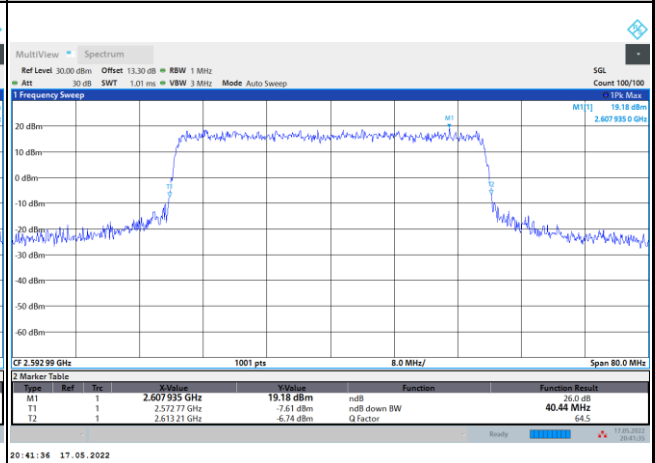 MultiView Spectrum
Ref Level 30.00 dBm Offset 13.30 dB RBW 1 MHz SGL
Att 30 dB SWT 1.01 ms VBW 3 MHz Mode Auto Sweep Count 100/100
1 Frequency Sweep 1Pk Max
M1[1] 19.18 dBm
2.607 935 0 GHz
M1
20 dBm
10 dBm
0 dBm
T1 T2
-10 dBm
-20 dBm
-30 dBm
-40 dBm
-50 dBm
-60 dBm
CF 2.592 99 GHz 1001 pts 8.0 MHz/ Span 80.0 MHz
2 Marker Table
Type Ref Trc X-Value Y-Value Function Function Result
M1 1 2.607 935 GHz 19.18 dBm ndB 26.0 dB
T1 1 2.572 77 GHz -7.61 dBm ndB down BW 40.44 MHz
T2 1 2.613 21 GHz -6.74 dBm Q Factor 64.5
Ready 17.05.2022
20:41:35
20:41:36 17.05.2022